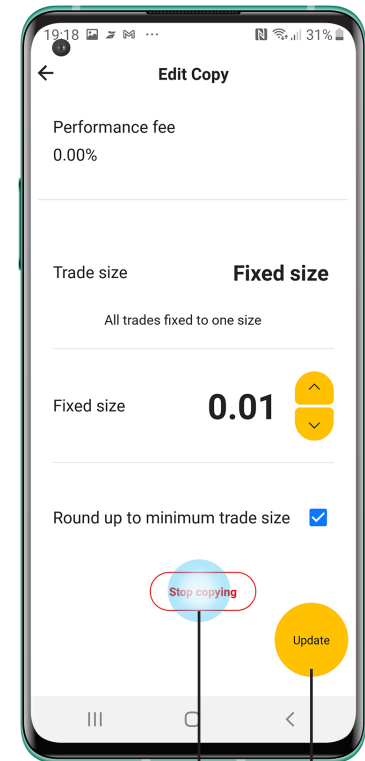 19:18 ... 31%
Edit Copy
Performance fee
0.00%
Trade size Fixed size
All trades fixed to one size
Fixed size 0.01
Round up to minimum trade size
Stop copying
Update